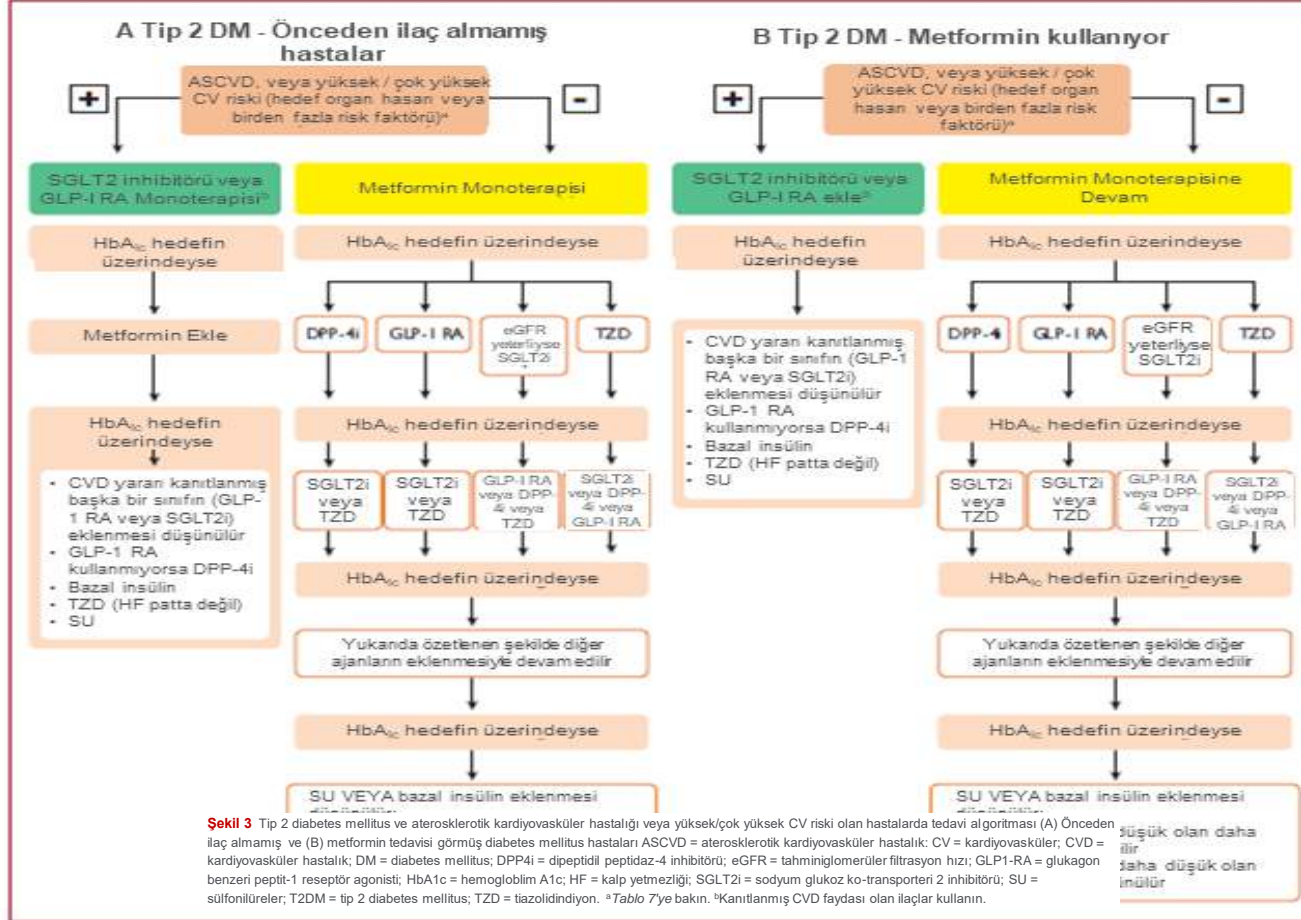 A Tip 2 DM - Önceden ilaç almamış
hastalar
ASCVD, veya yüksek / çok yüksek
CV riski (hedef organ hasarı veya
birden fazla risk faktörü)ᵃ
+
-
SGLT2 inhibitörü veya
GLP-I RA Monoterapisiᵇ
Metformin Monoterapisi
HbA₁c hedefin
üzerindeyse
HbA₁c hedefin üzerindeyse
Metformin Ekle
DPP-4i
GLP-1 RA
eGFR
yeterliyse
SGLT2i
TZD
HbA₁c hedefin
üzerindeyse
• CVD yararı kanıtlanmış
başka bir sınıfın (GLP-
1 RA veya SGLT2i)
eklenmesi düşünülür
• GLP-1 RA
kullanmıyorsa DPP-4i
• Bazal insülin
• TZD (HF patta değil)
• SU
HbA₁c hedefin üzerindeyse
SGLT2i
veya
TZD
SGLT2i
veya
TZD
GLP-I RA
veya DPP-
4i veya
TZD
SGLT2i
veya DPP-
4i veya
GLP-I RA
HbA₁c hedefin üzerindeyse
Yukarıda özetlenen şekilde diğer
ajanların eklenmesiyle devam edilir
HbA₁c hedefin üzerindeyse
SU VEYA bazal insülin eklenmesi
B Tip 2 DM - Metformin kullanıyor
ASCVD, veya yüksek / çok
yüksek CV riski (hedef organ
hasarı veya birden fazla risk
faktörü)ᵃ
+
-
SGLT2 inhibitörü veya
GLP-I RA ekleᵇ
Metformin Monoterapisine
Devam
HbA₁c hedefin
üzerindeyse
HbA₁c hedefin üzerindeyse
• CVD yararı kanıtlanmış
başka bir sınıfın (GLP-1
RA veya SGLT2i)
eklenmesi düşünülür
• GLP-1 RA
kullanmıyorsa DPP-4i
• Bazal insülin
• TZD (HF patta değil)
• SU
DPP-4
GLP-1 RA
eGFR
yeterliyse
SGLT2i
TZD
HbA₁c hedefin üzerindeyse
SGLT2i
veya
TZD
SGLT2i
veya
TZD
GLP-I RA
veya DPP-
4i veya
TZD
SGLT2i
veya DPP-
4i veya
GLP-I RA
HbA₁c hedefin üzerindeyse
Yukarıda özetlenen şekilde diğer
ajanların eklenmesiyle devam edilir
HbA₁c hedefin üzerindeyse
SU VEYA bazal insülin eklenmesi
düşük olan daha
daha düşük olan
Şekil 3 Tip 2 diabetes mellitus ve aterosklerotik kardiyovasküler hastalığı veya yüksek/çok yüksek CV riski olan hastalarda tedavi algoritması (A) Önceden
ilaç almamış ve (B) metformin tedavisi görmüş diabetes mellitus hastaları ASCVD = aterosklerotik kardiyovasküler hastalık: CV = kardiyovasküler; CVD =
kardiyovasküler hastalık; DM = diabetes mellitus; DPP4i = dipeptidil peptidaz-4 inhibitörü; eGFR = tahminiglomerüler filtrasyon hızı; GLP1-RA = glukagon
benzeri peptit-1 reseptör agonisti; HbA1c = hemogloblim A1c; HF = kalp yetmezliği; SGLT2i = sodyum glukoz ko-transporteri 2 inhibitörü; SU =
sülfonilüreler; T2DM = tip 2 diabetes mellitus; TZD = tiazolidindiyon. ᵃTablo 7'ye bakın. ᵇKanıtlanmış CVD faydası olan ilaçlar kullanın.